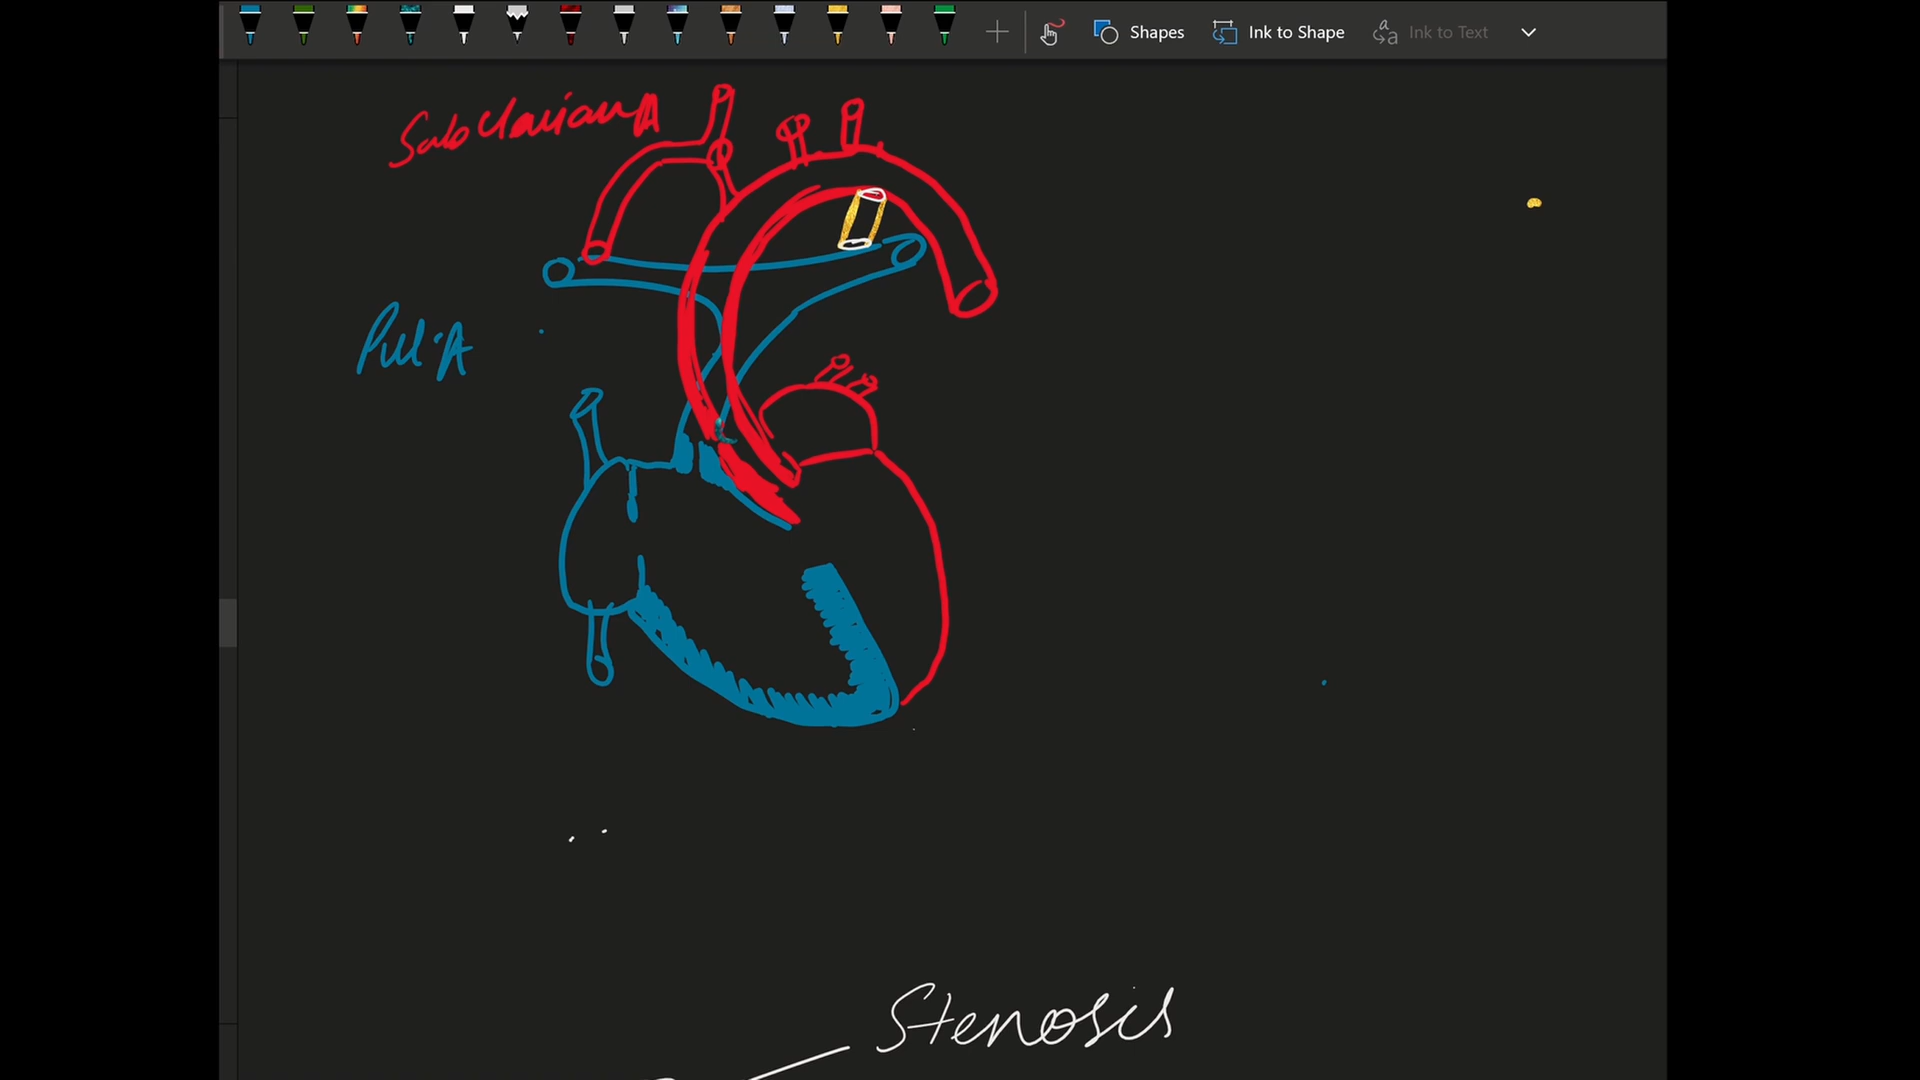 Shapes
Ink to Shape
Ink to Text
Subclavian A
Pul. A
Stenosis